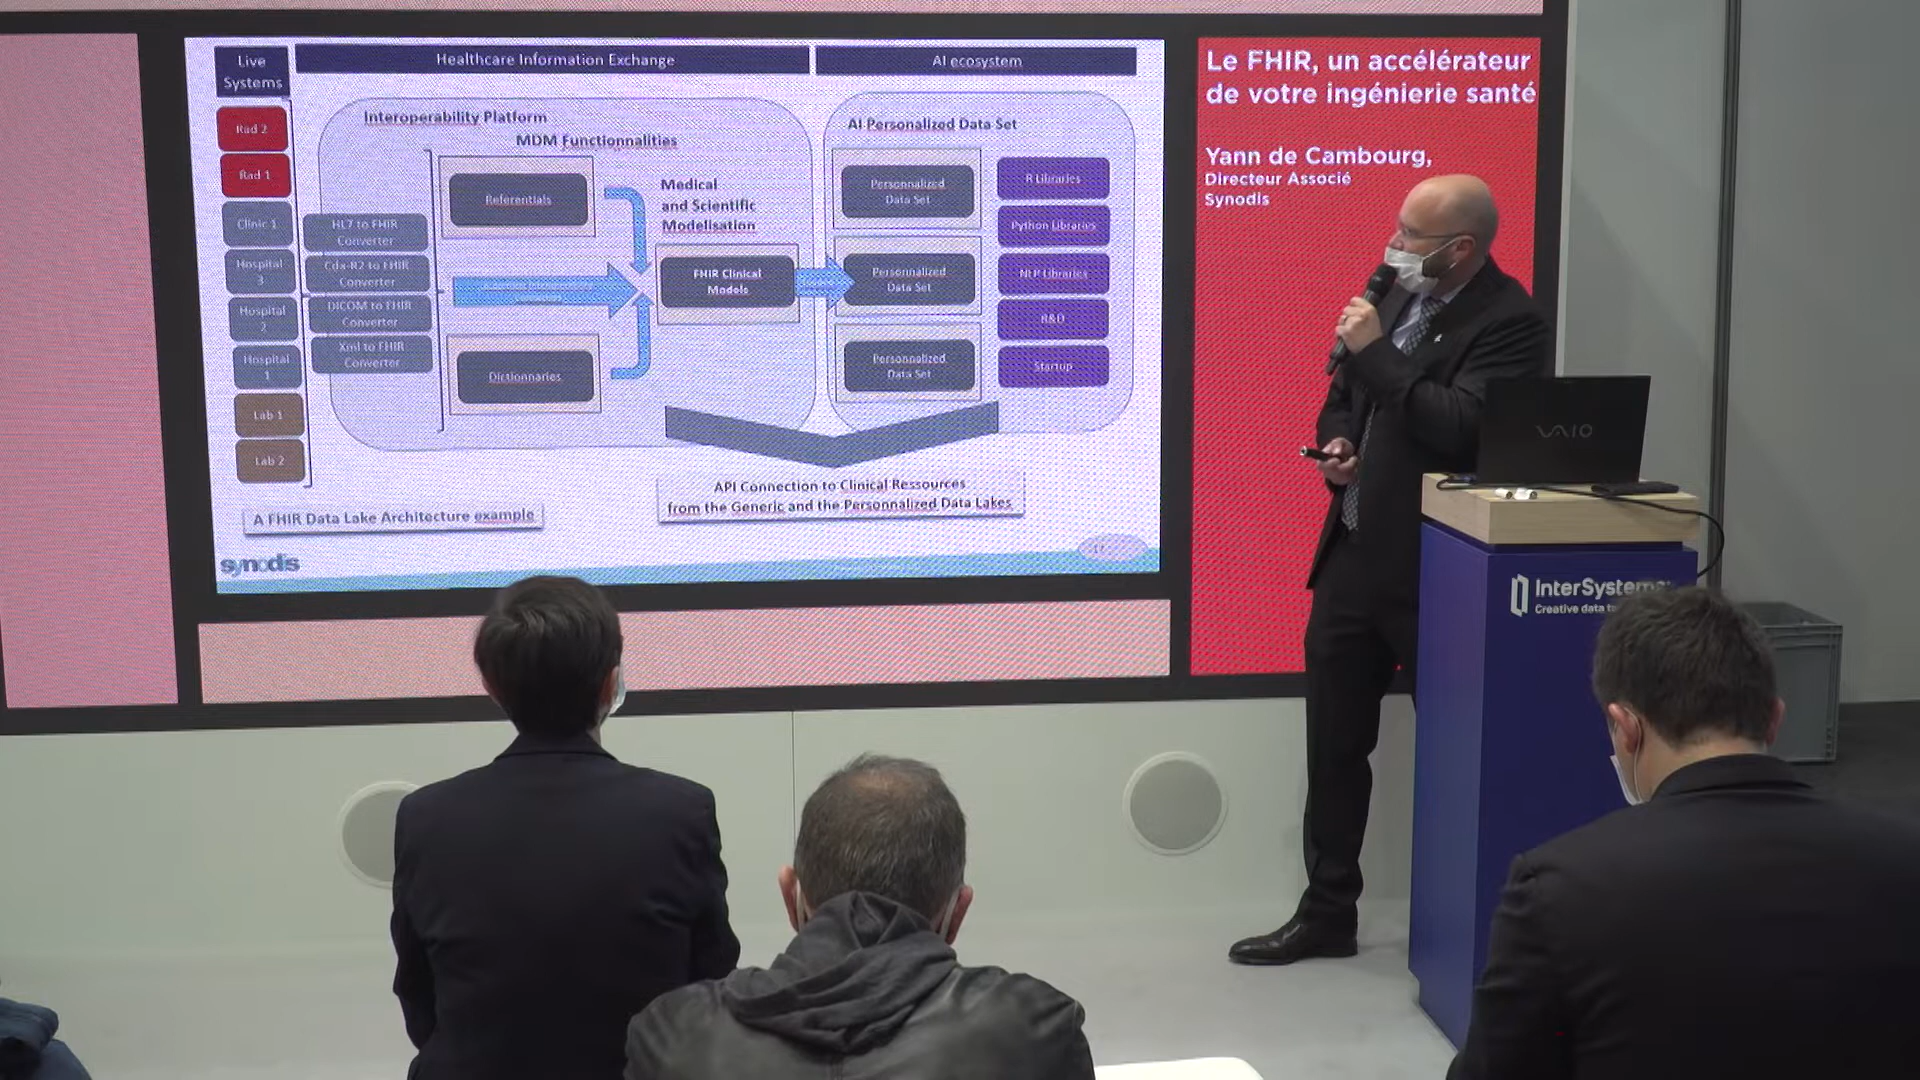 Live
Systems
Healthcare Information Exchange
AI ecosystem
Interoperability Platform
MDM Functionnalities
AI Personalized Data Set
Rad 2
Rad 1
Clinic 1
Hospital
3
Hospital
2
Hospital
1
Lab 1
Lab 2
HL7 to FHIR
Converter
Cda-R2 to FHIR
Converter
DICOM to FHIR
Converter
Xml to FHIR
Converter
Referentials
Dictionnaries
Medical
and Scientific
Modelisation
FHIR Clinical
Models
Personnalized
Data Set
Personnalized
Data Set
Personnalized
Data Set
R Libraries
Python Libraries
NLP Libraries
R&D
Startup
API Connection to Clinical Ressources
from the Generic and the Personnalized Data Lakes
A FHIR Data Lake Architecture example
synodis
17
Le FHIR, un accélérateur
de votre ingénierie santé
Yann de Cambourg,
Directeur Associé
Synodis
VAIO
InterSystems
Creative data